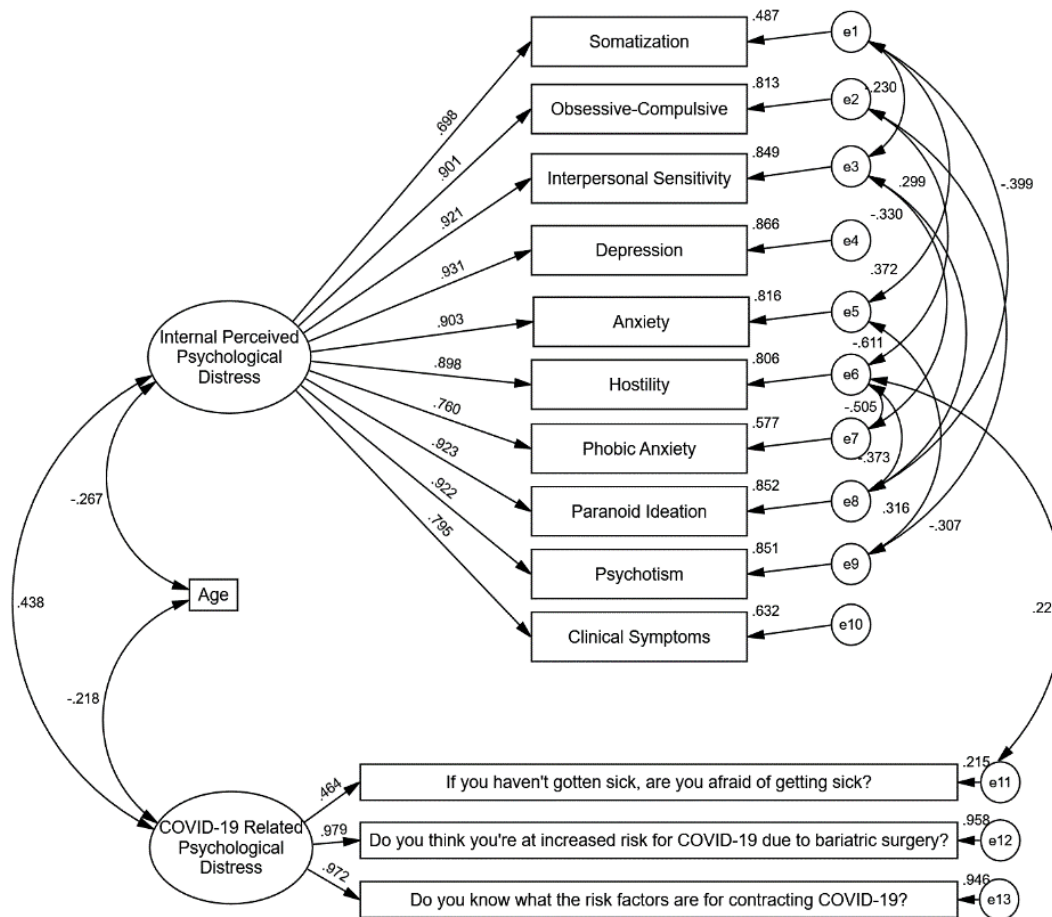 .487
Somatization
e1
.698
-.230
.813
Obsessive-Compulsive
e2
.901
.849
Interpersonal Sensitivity
e3
.921
.299
-.399
-.330
.866
Depression
e4
.931
.372
.816
Anxiety
e5
.903
Internal Perceived
Psychological
Distress
-.611
.806
Hostility
e6
.898
-.505
.577
Phobic Anxiety
e7
.760
-.373
.852
Paranoid Ideation
e8
.923
.316
-.307
.851
Psychotism
e9
.922
.632
Clinical Symptoms
e10
.795
-.267
Age
.438
.22
-.218
.215
If you haven't gotten sick, are you afraid of getting sick?
e11
.464
COVID-19 Related
Psychological
Distress
.958
Do you think you're at increased risk for COVID-19 due to bariatric surgery?
e12
.979
.946
Do you know what the risk factors are for contracting COVID-19?
e13
.972